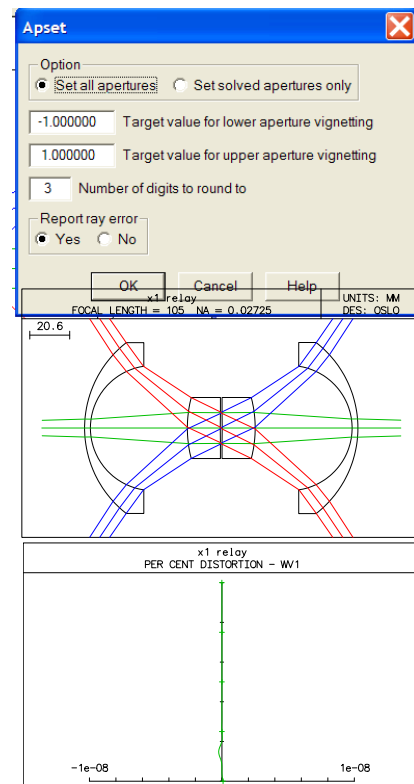 Apset
Option
Set all apertures Set solved apertures only
-1.000000 Target value for lower aperture vignetting
1.000000 Target value for upper aperture vignetting
3 Number of digits to round to
Report ray error
Yes No
OK Cancel Help
x1 relay
FOCAL LENGTH = 105 NA = 0.02725
UNITS: MM
DES: OSLO
20.6
x1 relay
PER CENT DISTORTION - WV1
-1e-08 1e-08